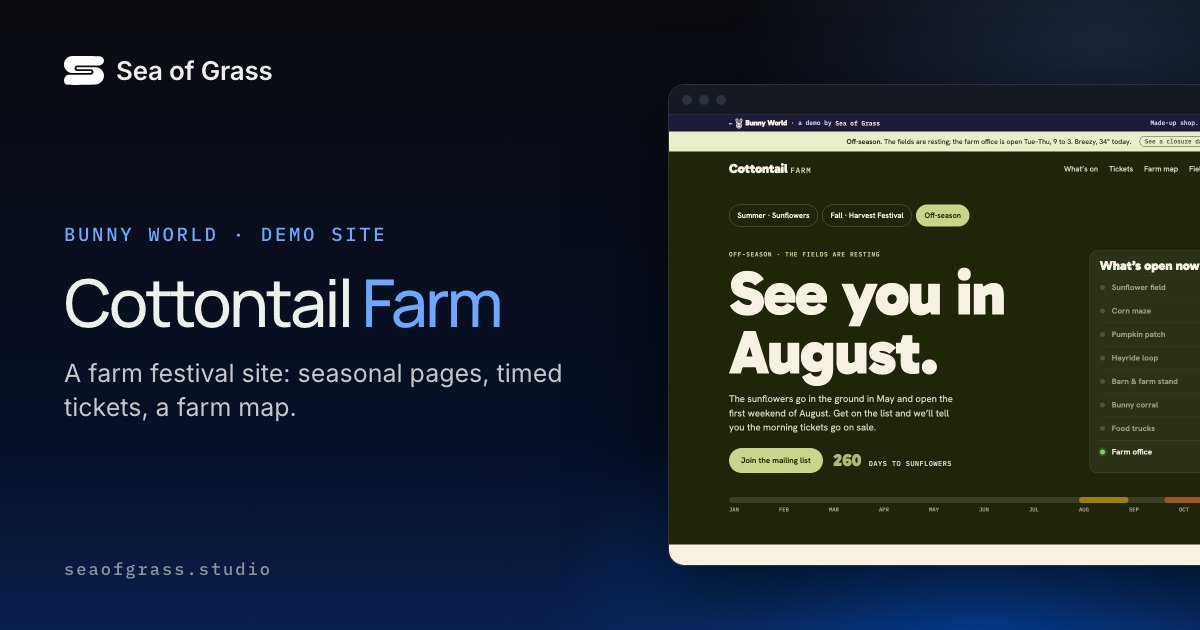 Sea of Grass
BUNNY WORLD · DEMO SITE
Cottontail Farm
A farm festival site: seasonal pages, timed
tickets, a farm map.
seaofgrass.studio
← Bunny World · a demo by Sea of Grass
Made-up shop.
Off-season. The fields are resting; the farm office is open Tue–Thu, 9 to 3. Breezy, 34° today.
See a closure da
Cottontail FARM
What's on Tickets Farm map Fiel
Summer · Sunflowers
Fall · Harvest Festival
Off-season
OFF-SEASON · THE FIELDS ARE RESTING
See you in
August.
The sunflowers go in the ground in May and open the
first weekend of August. Get on the list and we'll tell
you the morning tickets go on sale.
Join the mailing list
260 DAYS TO SUNFLOWERS
What's open now
Sunflower field
Corn maze
Pumpkin patch
Hayride loop
Barn & farm stand
Bunny corral
Food trucks
Farm office
JAN FEB MAR APR MAY JUN JUL AUG SEP OCT